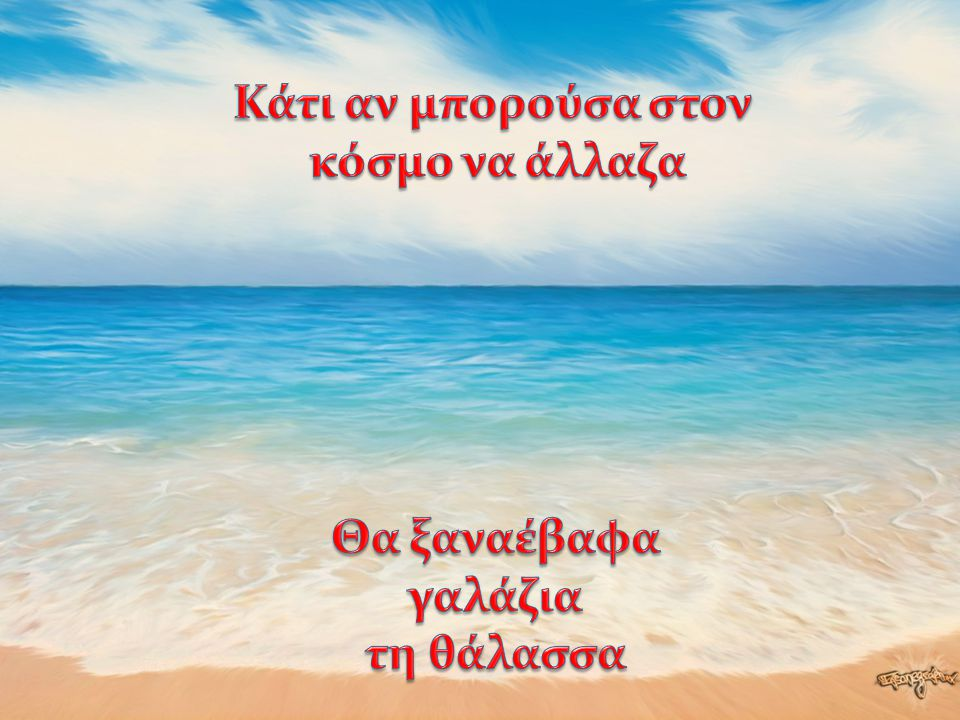 Κάτι αν μπορούσα στον
κόσμο να άλλαζα
Θα ξαναέβαφα
γαλάζια
τη θάλασσα